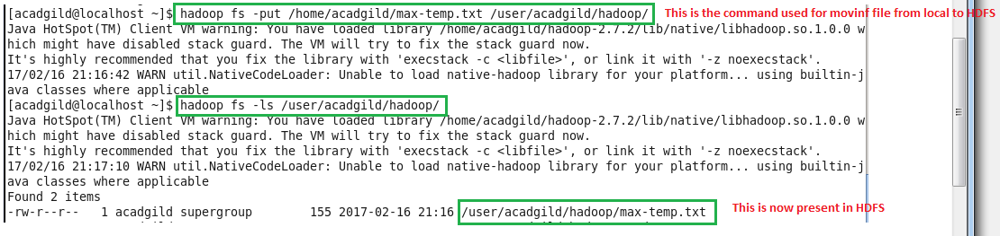 [acadgild@localhost ~]$ hadoop fs -put /home/acadgild/max-temp.txt /user/acadgild/hadoop/ This is the command used for movinf file from local to HDFS
Java HotSpot(TM) Client VM warning: You have loaded library /home/acadgild/hadoop-2.7.2/lib/native/libhadoop.so.1.0.0 w
hich might have disabled stack guard. The VM will try to fix the stack guard now.
It's highly recommended that you fix the library with 'execstack -c <libfile>', or link it with '-z noexecstack'.
17/02/16 21:16:42 WARN util.NativeCodeLoader: Unable to load native-hadoop library for your platform... using builtin-j
ava classes where applicable
[acadgild@localhost ~]$ hadoop fs -ls /user/acadgild/hadoop/
Java HotSpot(TM) Client VM warning: You have loaded library /home/acadgild/hadoop-2.7.2/lib/native/libhadoop.so.1.0.0 w
hich might have disabled stack guard. The VM will try to fix the stack guard now.
It's highly recommended that you fix the library with 'execstack -c <libfile>', or link it with '-z noexecstack'.
17/02/16 21:17:10 WARN util.NativeCodeLoader: Unable to load native-hadoop library for your platform... using builtin-j
ava classes where applicable
Found 2 items
-rw-r--r-- 1 acadgild supergroup 155 2017-02-16 21:16 /user/acadgild/hadoop/max-temp.txt This is now present in HDFS